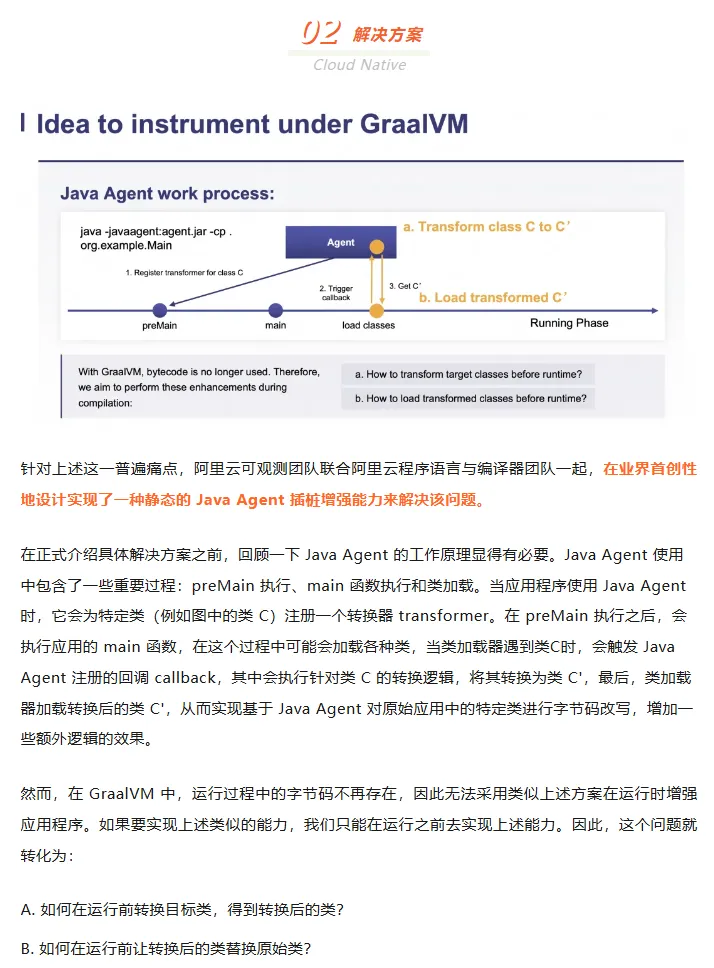 02 解决方案
Cloud Native
Idea to instrument under GraalVM
Java Agent work process:
java -javaagent:agent.jar -cp .
org.example.Main
Agent
a. Transform class C to C’
1. Register transformer for class C
2. Trigger
callback
3. Get C’
b. Load transformed C’
preMain
main
load classes
Running Phase
With GraalVM, bytecode is no longer used. Therefore,
we aim to perform these enhancements during
compilation:
a. How to transform target classes before runtime?
b. How to load transformed classes before runtime?
针对上述这一普遍痛点，阿里云可观测团队联合阿里云程序语言与编译器团队一起，在业界首创性
地设计实现了一种静态的 Java Agent 插桩增强能力来解决该问题。
在正式介绍具体解决方案之前，回顾一下 Java Agent 的工作原理显得有必要。Java Agent 使用
中包含了一些重要过程：preMain 执行、main 函数执行和类加载。当应用程序使用 Java Agent
时，它会为特定类（例如图中的类 C）注册一个转换器 transformer。在 preMain 执行之后，会
执行应用的 main 函数，在这个过程中可能会加载各种类，当类加载器遇到类C时，会触发 Java
Agent 注册的回调 callback，其中会执行针对类 C 的转换逻辑，将其转换为类 C'，最后，类加载
器加载转换后的类 C'，从而实现基于 Java Agent 对原始应用中的特定类进行字节码改写，增加一
些额外逻辑的效果。
然而，在 GraalVM 中，运行过程中的字节码不再存在，因此无法采用类似上述方案在运行时增强
应用程序。如果要实现上述类似的能力，我们只能在运行之前去实现上述能力。因此，这个问题就
转化为：
A. 如何在运行前转换目标类，得到转换后的类？
B. 如何在运行前让转换后的类替换原始类？